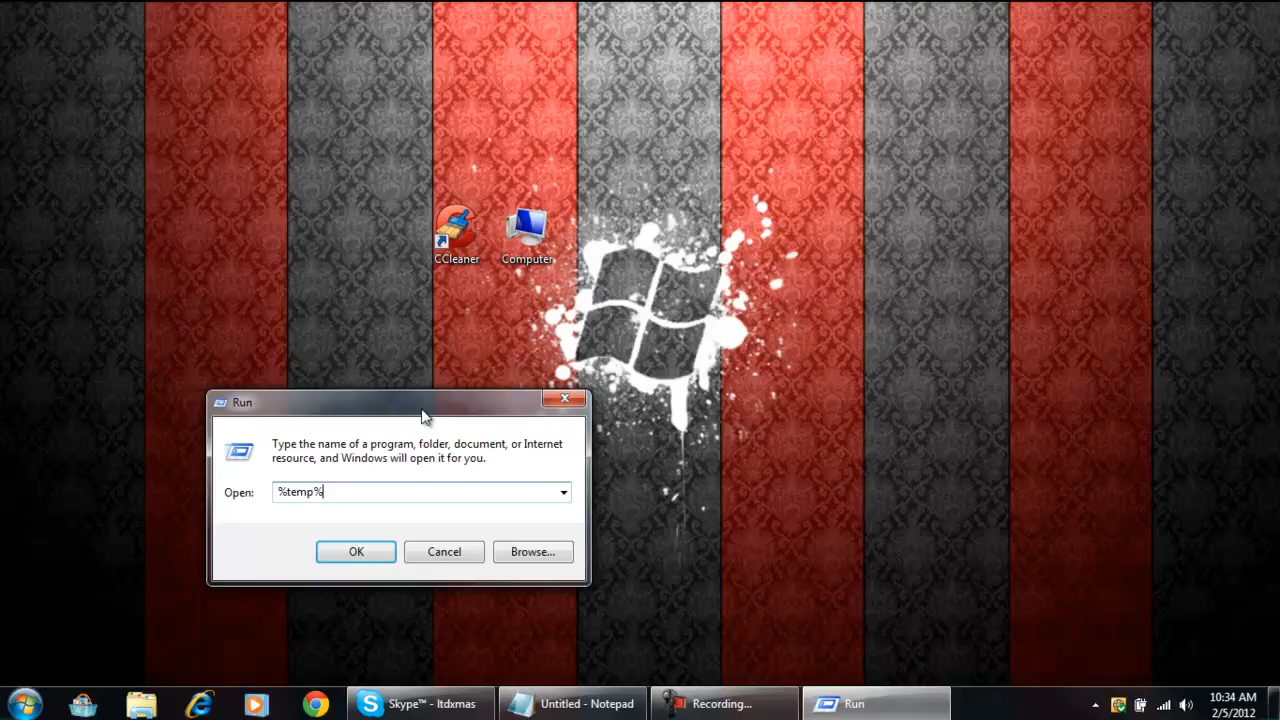 CCleaner
Computer
Run
Type the name of a program, folder, document, or Internet
resource, and Windows will open it for you.
Open:
%temp%
OK
Cancel
Browse...
Skype™ - ltdxmas
Untitled - Notepad
Recording...
Run
10:34 AM
2/5/2012